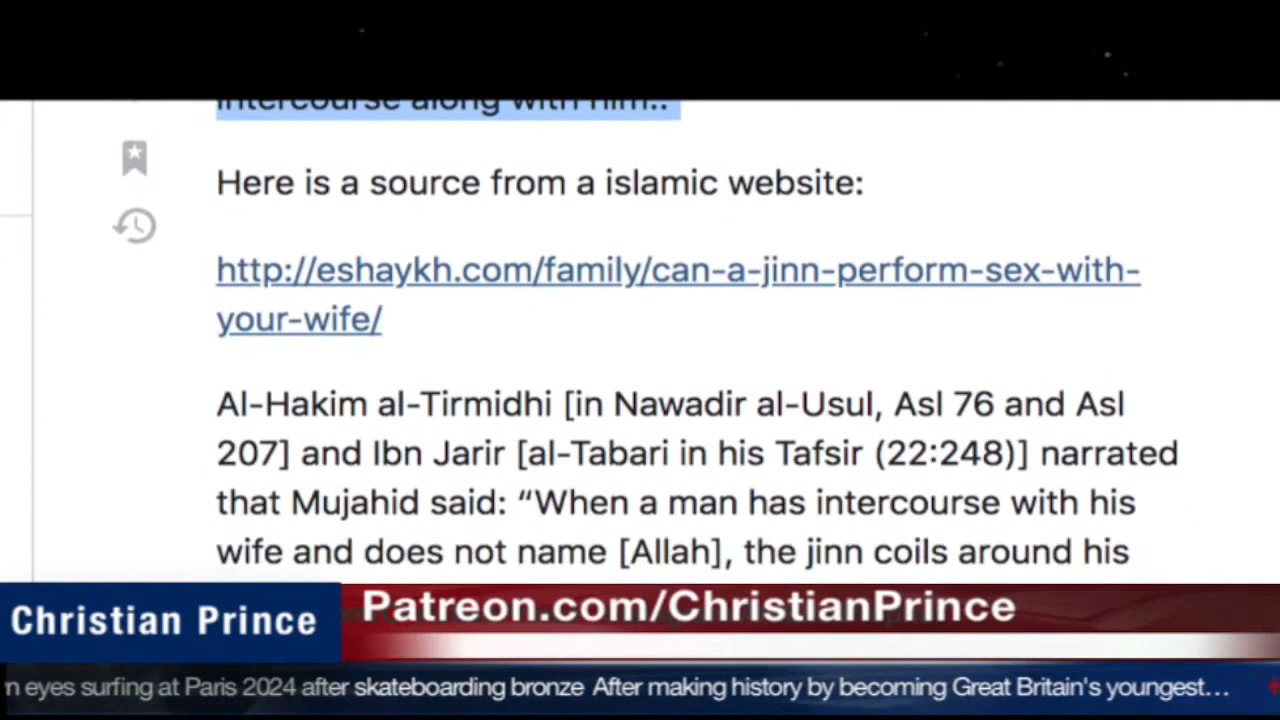 intercourse along with him..
Here is a source from a islamic website:
http://eshaykh.com/family/can-a-jinn-perform-sex-with-
your-wife/
Al-Hakim al-Tirmidhi [in Nawadir al-Usul, Asl 76 and Asl
207] and Ibn Jarir [al-Tabari in his Tafsir (22:248)] narrated
that Mujahid said: “When a man has intercourse with his
wife and does not name [Allah], the jinn coils around his
Christian Prince
Patreon.com/ChristianPrince
eyes surfing at Paris 2024 after skateboarding bronze After making history by becoming Great Britain's youngest...